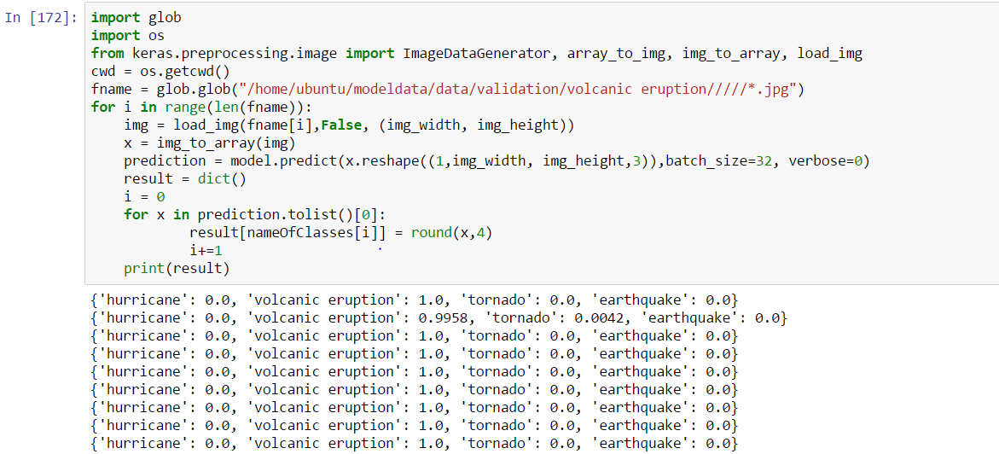 In [172]: import glob
import os
from keras.preprocessing.image import ImageDataGenerator, array_to_img, img_to_array, load_img
cwd = os.getcwd()
fname = glob.glob("/home/ubuntu/modeldata/data/validation/volcanic eruption/////*.jpg")
for i in range(len(fname)):
    img = load_img(fname[i],False, (img_width, img_height))
    x = img_to_array(img)
    prediction = model.predict(x.reshape((1,img_width, img_height,3)),batch_size=32, verbose=0)
    result = dict()
    i = 0
    for x in prediction.tolist()[0]:
            result[nameOfClasses[i]] = round(x,4)
            i+=1
    print(result)
{'hurricane': 0.0, 'volcanic eruption': 1.0, 'tornado': 0.0, 'earthquake': 0.0}
{'hurricane': 0.0, 'volcanic eruption': 0.9958, 'tornado': 0.0042, 'earthquake': 0.0}
{'hurricane': 0.0, 'volcanic eruption': 1.0, 'tornado': 0.0, 'earthquake': 0.0}
{'hurricane': 0.0, 'volcanic eruption': 1.0, 'tornado': 0.0, 'earthquake': 0.0}
{'hurricane': 0.0, 'volcanic eruption': 1.0, 'tornado': 0.0, 'earthquake': 0.0}
{'hurricane': 0.0, 'volcanic eruption': 1.0, 'tornado': 0.0, 'earthquake': 0.0}
{'hurricane': 0.0, 'volcanic eruption': 1.0, 'tornado': 0.0, 'earthquake': 0.0}
{'hurricane': 0.0, 'volcanic eruption': 1.0, 'tornado': 0.0, 'earthquake': 0.0}
{'hurricane': 0.0, 'volcanic eruption': 1.0, 'tornado': 0.0, 'earthquake': 0.0}